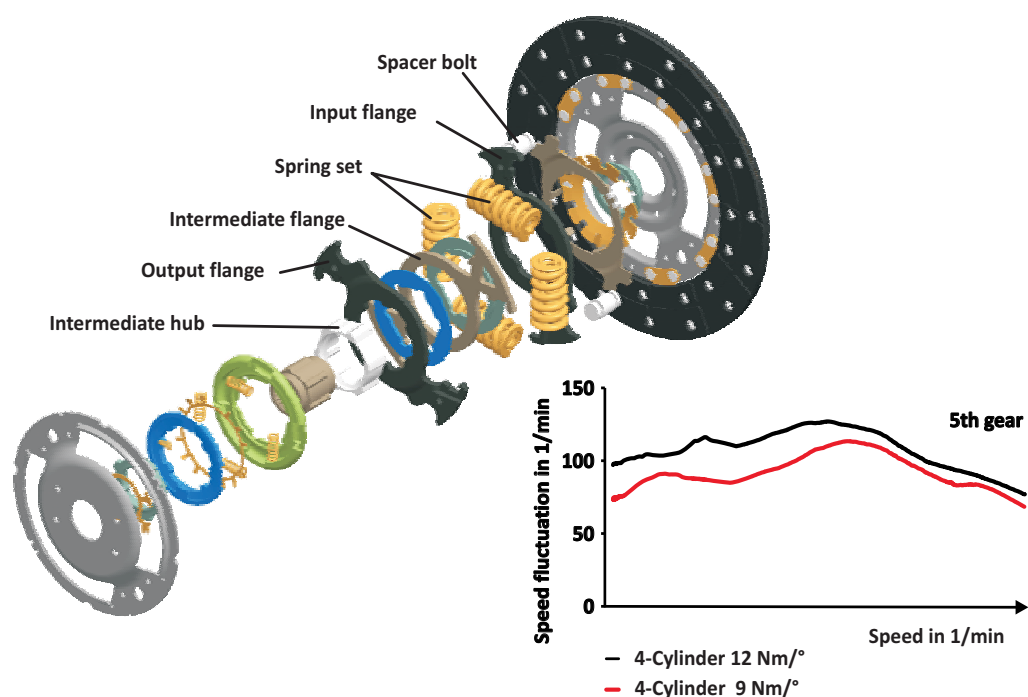 Spacer bolt
Input flange
Spring set
Intermediate flange
Output flange
Intermediate hub
150
5th gear
100
50
0
Speed fluctuation in 1/min
Speed in 1/min
4-Cylinder 12 Nm/°
4-Cylinder 9 Nm/°